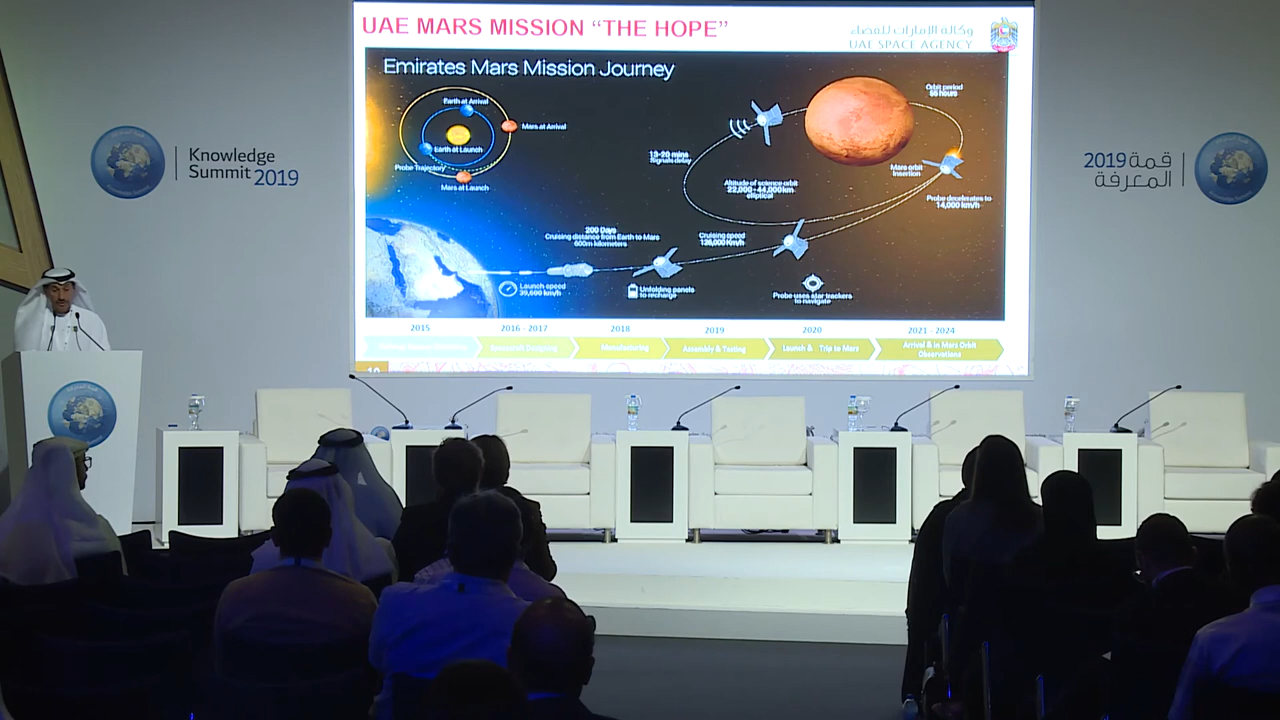 UAE MARS MISSION “THE HOPE”
وكالة الإمارات للفضاء
UAE SPACE AGENCY
Emirates Mars Mission Journey
Earth at Arrival
Mars at Arrival
Earth at Launch
Probe Trajectory
Mars at Launch
Orbit period
55 hours
13-20 mins
Signals delay
Mars orbit
insertion
Altitude of science orbit
22,000-44,000km
elliptical
Probe decelerates to
14,000 km/h
200 Days
Cruising distance from Earth to Mars
600m kilometers
Cruising speed
126,000 Km/h
Launch speed
39,600 km/h
Unfolding panels
to recharge
Probe uses star trackers
to navigate
2015
2016 - 2017
2018
2019
2020
2021 - 2024
Spacecraft Designing
Manufacturing
Assembly & Testing
Launch & Trip to Mars
Arrival & in Mars Orbit
Observations
10
Knowledge
Summit 2019
قمة 2019
المعرفة